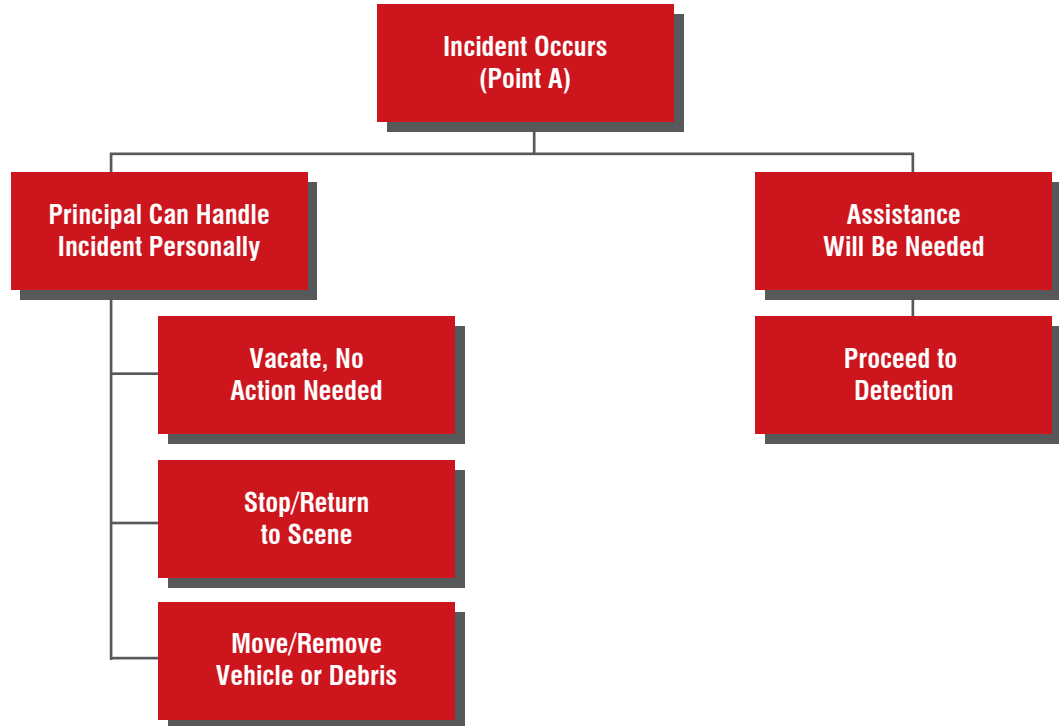 Incident Occurs
(Point A)
Principal Can Handle
Incident Personally
Assistance
Will Be Needed
Vacate, No
Action Needed
Proceed to
Detection
Stop/Return
to Scene
Move/Remove
Vehicle or Debris